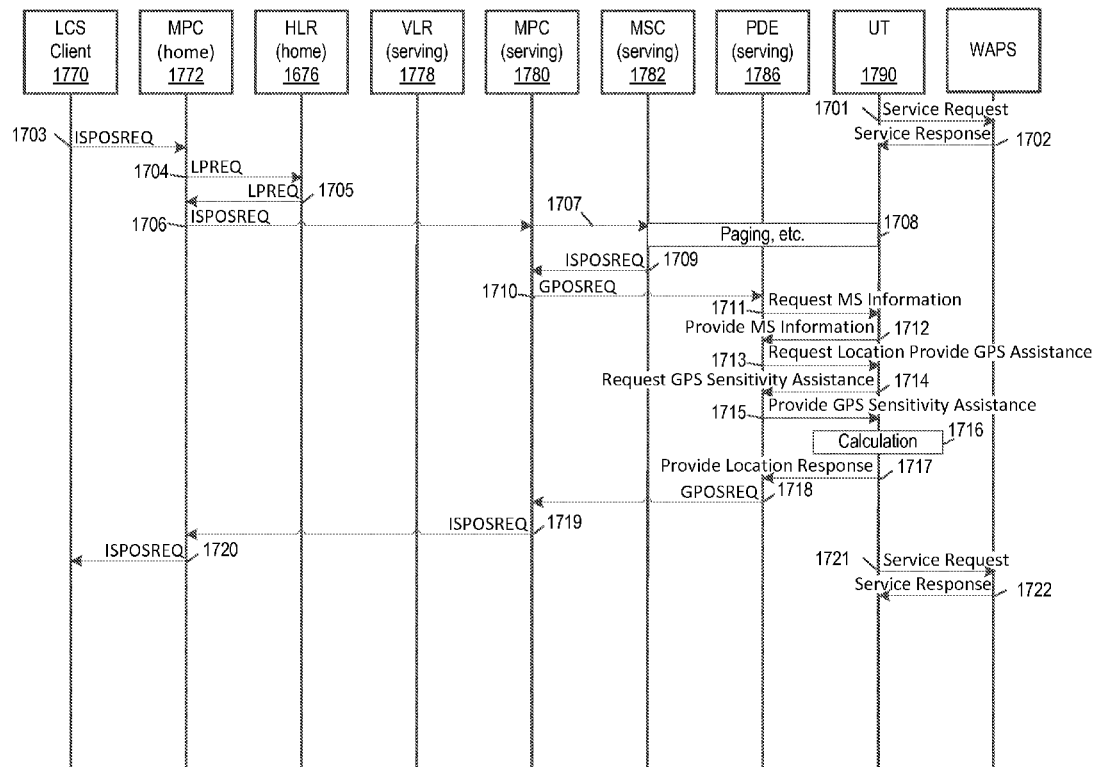 LCS
Client
1770
MPC
(home)
1772
HLR
(home)
1676
VLR
(serving)
1778
MPC
(serving)
1780
MSC
(serving)
1782
PDE
(serving)
1786
UT
1790
WAPS
1701
Service Request
Service Response
1702
1703
ISPOSREQ
1704
LPREQ
LPREQ
1705
1706
ISPOSREQ
1707
Paging, etc.
1708
ISPOSREQ
1709
1710
GPOSREQ
1711
Request MS Information
Provide MS Information
1712
1713
Request Location Provide GPS Assistance
Request GPS Sensitivity Assistance
1714
1715
Provide GPS Sensitivity Assistance
Calculation
1716
Provide Location Response
1717
GPOSREQ
1718
ISPOSREQ
1719
ISPOSREQ
1720
1721
Service Request
Service Response
1722